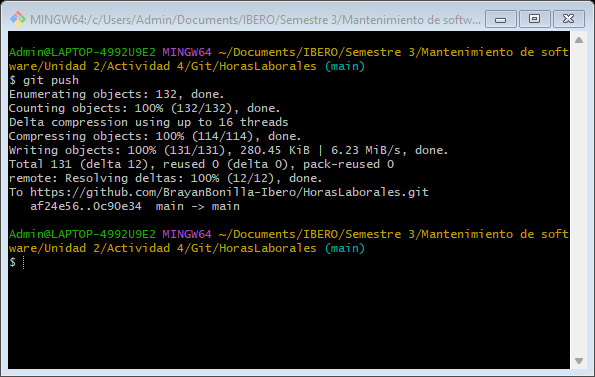 MINGW64:/c/Users/Admin/Documents/IBERO/Semestre 3/Mantenimiento de softw...
Admin@LAPTOP-4992U9E2 MINGW64 ~/Documents/IBERO/Semestre 3/Mantenimiento de soft
ware/Unidad 2/Actividad 4/Git/HorasLaborales (main)
$ git push
Enumerating objects: 132, done.
Counting objects: 100% (132/132), done.
Delta compression using up to 16 threads
Compressing objects: 100% (114/114), done.
Writing objects: 100% (131/131), 280.45 KiB | 6.23 MiB/s, done.
Total 131 (delta 12), reused 0 (delta 0), pack-reused 0
remote: Resolving deltas: 100% (12/12), done.
To https://github.com/BrayanBonilla-Ibero/HorasLaborales.git
   af24e56..0c90e34  main -> main
Admin@LAPTOP-4992U9E2 MINGW64 ~/Documents/IBERO/Semestre 3/Mantenimiento de soft
ware/Unidad 2/Actividad 4/Git/HorasLaborales (main)
$